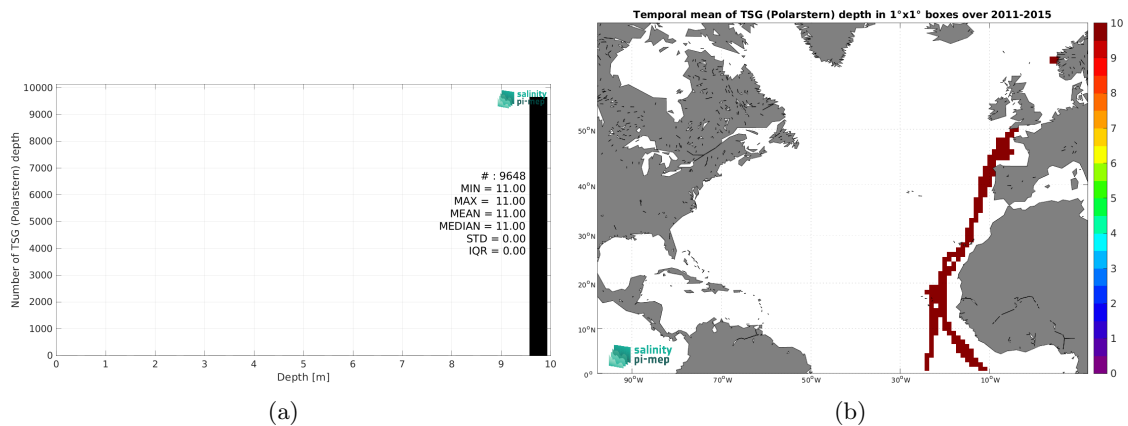 10000
9000
8000
7000
6000
5000
4000
3000
2000
1000
0
Number of TSG (Polarstern) depth
salinity
pi-mep
# : 9648
MIN = 11.00
MAX = 11.00
MEAN = 11.00
MEDIAN = 11.00
STD = 0.00
IQR = 0.00
0 1 2 3 4 5 6 7 8 9 10
Depth [m]
(a)
Temporal mean of TSG (Polarstern) depth in 1°x1° boxes over 2011-2015
50°N
40°N
30°N
20°N
10°N
0°
salinity
pi-mep
90°W 70°W 50°W 30°W 10°W
10
9
8
7
6
5
4
3
2
1
0
(b)